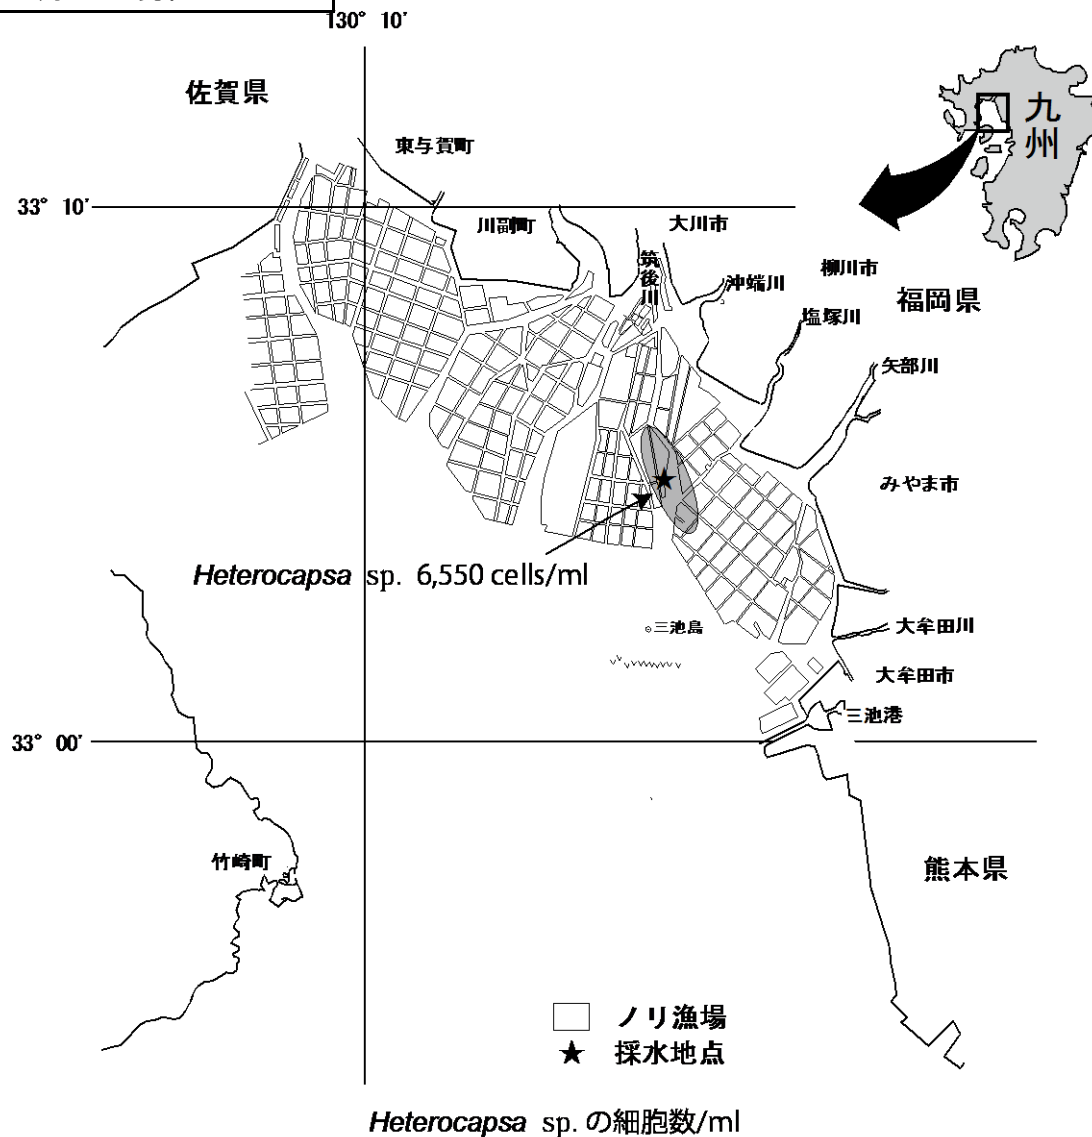 130° 10′
佐賀県
九州
東与賀町
33° 10′
川副町
大川市
筑後川
沖端川
柳川市
福岡県
塩塚川
矢部川
みやま市
Heterocapsa sp. 6,550 cells/ml
三池島
大牟田川
大牟田市
三池港
33° 00′
竹崎町
熊本県
ノリ漁場
採水地点
Heterocapsa sp. の細胞数/ml